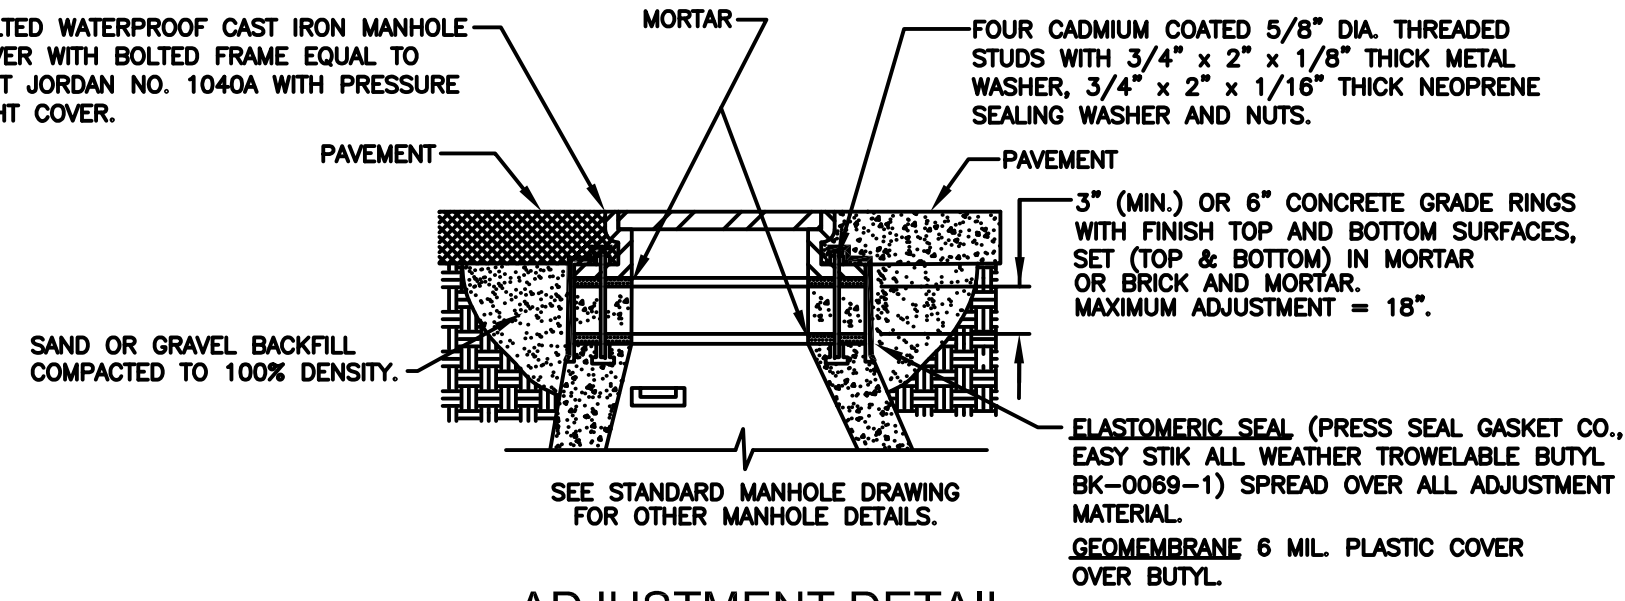 WATERPROOF CAST IRON MANHOLE
WITH BOLTED FRAME EQUAL TO
JORDAN NO. 1040A WITH PRESSURE
COVER.
MORTAR
FOUR CADMIUM COATED 5/8" DIA. THREADED
STUDS WITH 3/4" x 2" x 1/8" THICK METAL
WASHER, 3/4" x 2" x 1/16" THICK NEOPRENE
SEALING WASHER AND NUTS.
PAVEMENT
PAVEMENT
3" (MIN.) OR 6" CONCRETE GRADE RINGS
WITH FINISH TOP AND BOTTOM SURFACES,
SET (TOP & BOTTOM) IN MORTAR
OR BRICK AND MORTAR.
MAXIMUM ADJUSTMENT = 18".
SAND OR GRAVEL BACKFILL
COMPACTED TO 100% DENSITY.
ELASTOMERIC SEAL (PRESS SEAL GASKET CO.,
EASY STIK ALL WEATHER TROWELABLE BUTYL
BK-0069-1) SPREAD OVER ALL ADJUSTMENT
MATERIAL.
GEOMEMBRANE 6 MIL. PLASTIC COVER
OVER BUTYL.
SEE STANDARD MANHOLE DRAWING
FOR OTHER MANHOLE DETAILS.
ADJUSTMENT DETAIL